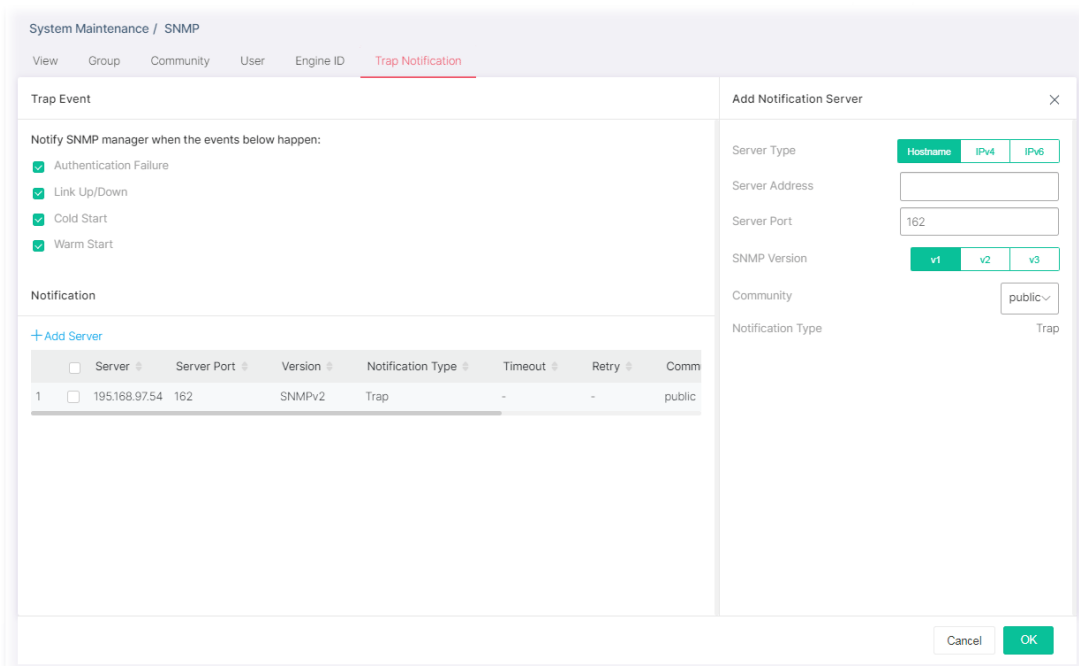 System Maintenance / SNMP
View Group Community User Engine ID Trap Notification
Trap Event
Notify SNMP manager when the events below happen:
Authentication Failure
Link Up/Down
Cold Start
Warm Start
Notification
+Add Server
Server Server Port Version Notification Type Timeout Retry Comm
1 195.168.97.54 162 SNMPv2 Trap - - public
Add Notification Server
Server Type Hostname IPv4 IPv6
Server Address
Server Port 162
SNMP Version v1 v2 v3
Community public
Notification Type Trap
Cancel OK